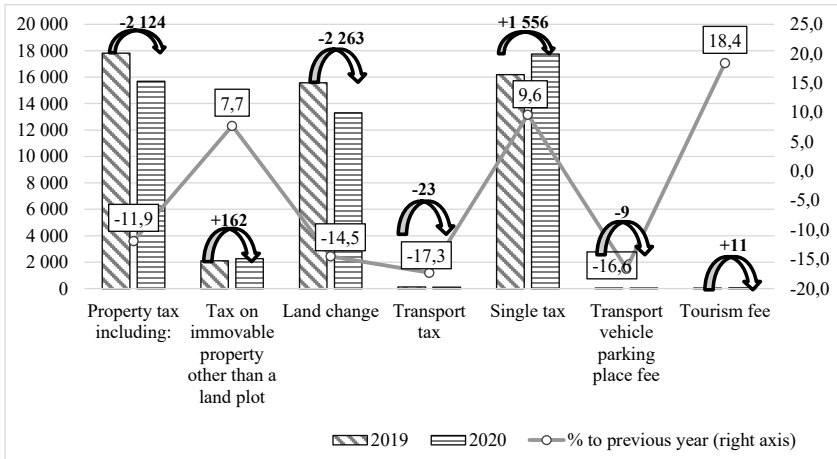 20 000
18 000
16 000
14 000
12 000
10 000
8 000
6 000
4 000
2 000
0
25,0
20,0
15,0
10,0
5,0
0,0
-5,0
-10,0
-15,0
-20,0
-2 124
+162
-2 263
-23
+1 556
-9
+11
-11,9
7,7
-14,5
-17,3
9,6
-16,6
18,4
Property tax
including:
Tax on
immovable
property
other than a
land plot
Land change
Transport
tax
Single tax
Transport
vehicle
parking
place fee
Tourism fee
2019
2020
% to previous year (right axis)